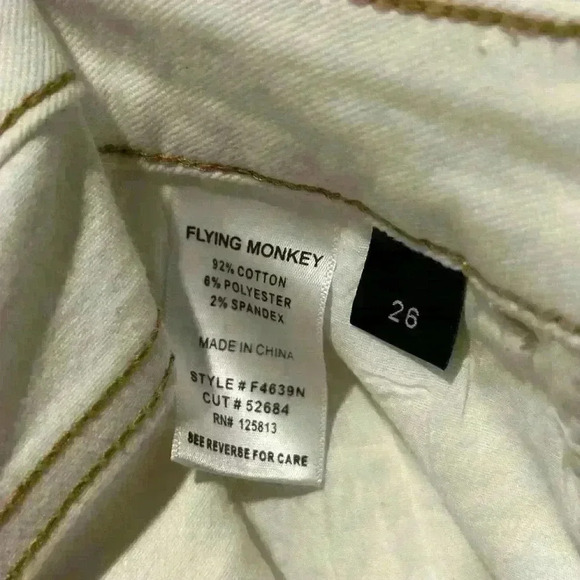 FLYING MONKEY
92% COTTON
6% POLYESTER
2% SPANDEX
MADE IN CHINA
STYLE # F4639N
CUT # 52684
RN# 125813
SEE REVERSE FOR CARE
26